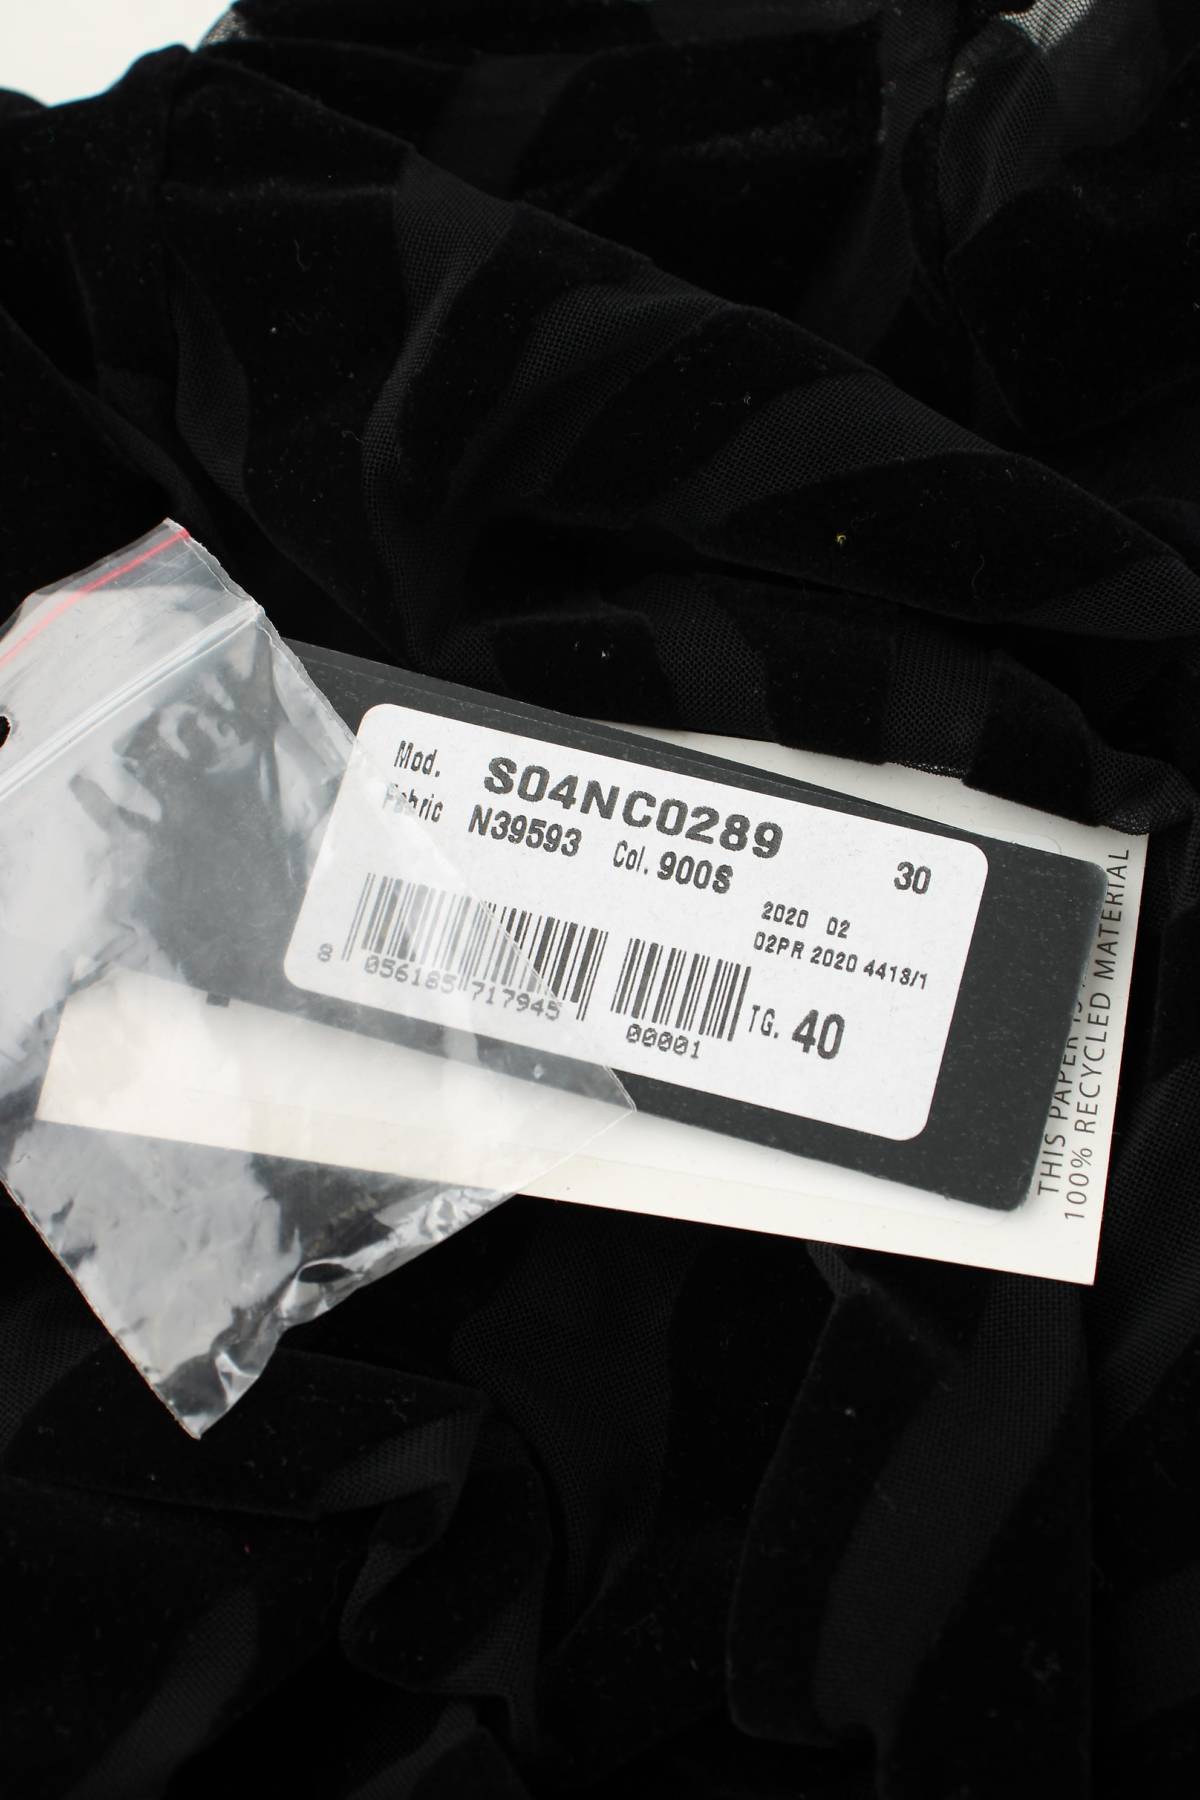 Mod. S04NC0289
Fabric N39593 Col. 900S 30
2020 02
02PR 2020 4413/1
8 056185 717945
00001
TG. 40
THIS PAPER IS
100% RECYCLED MATERIAL